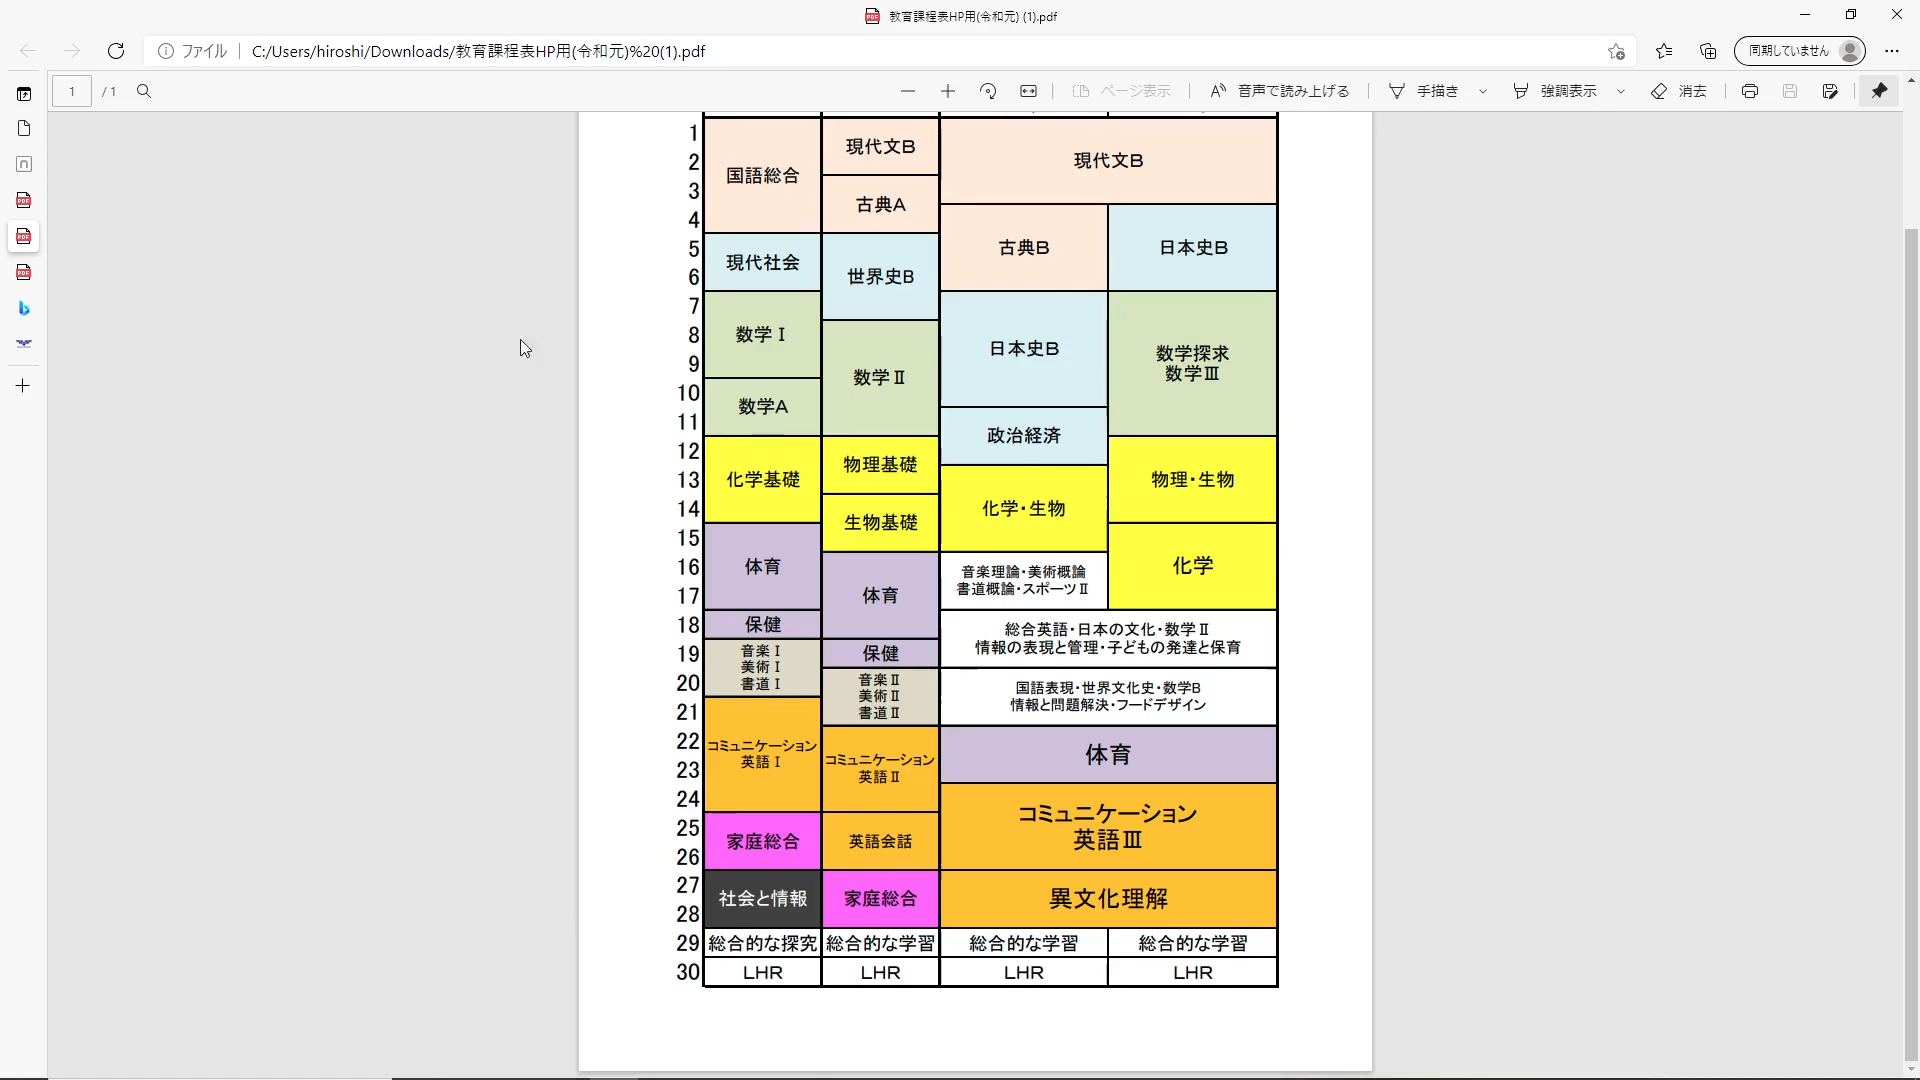 教育課程表HP用(令和元) (1).pdf
ファイル C:/Users/hiroshi/Downloads/教育課程表HP用(令和元)%20(1).pdf 同期していません
1 / 1 ページ表示 音声で読み上げる 手描き 強調表示 消去
1
2
3
4
5
6
7
8
9
10
11
12
13
14
15
16
17
18
19
20
21
22
23
24
25
26
27
28
29
30
国語総合
現代社会
数学Ⅰ
数学A
化学基礎
体育
保健
音楽Ⅰ
美術Ⅰ
書道Ⅰ
コミュニケーション
英語Ⅰ
家庭総合
社会と情報
総合的な探究
LHR
現代文B
古典A
世界史B
数学Ⅱ
物理基礎
生物基礎
体育
保健
音楽Ⅱ
美術Ⅱ
書道Ⅱ
コミュニケーション
英語Ⅱ
英語会話
家庭総合
総合的な学習
LHR
現代文B
古典B
日本史B
日本史B
政治経済
数学探求
数学Ⅲ
化学・生物
物理・生物
化学
音楽理論・美術概論
書道概論・スポーツⅡ
総合英語・日本の文化・数学Ⅱ
情報の表現と管理・子どもの発達と保育
国語表現・世界文化史・数学B
情報と問題解決・フードデザイン
体育
コミュニケーション
英語Ⅲ
異文化理解
総合的な学習
総合的な学習
LHR
LHR